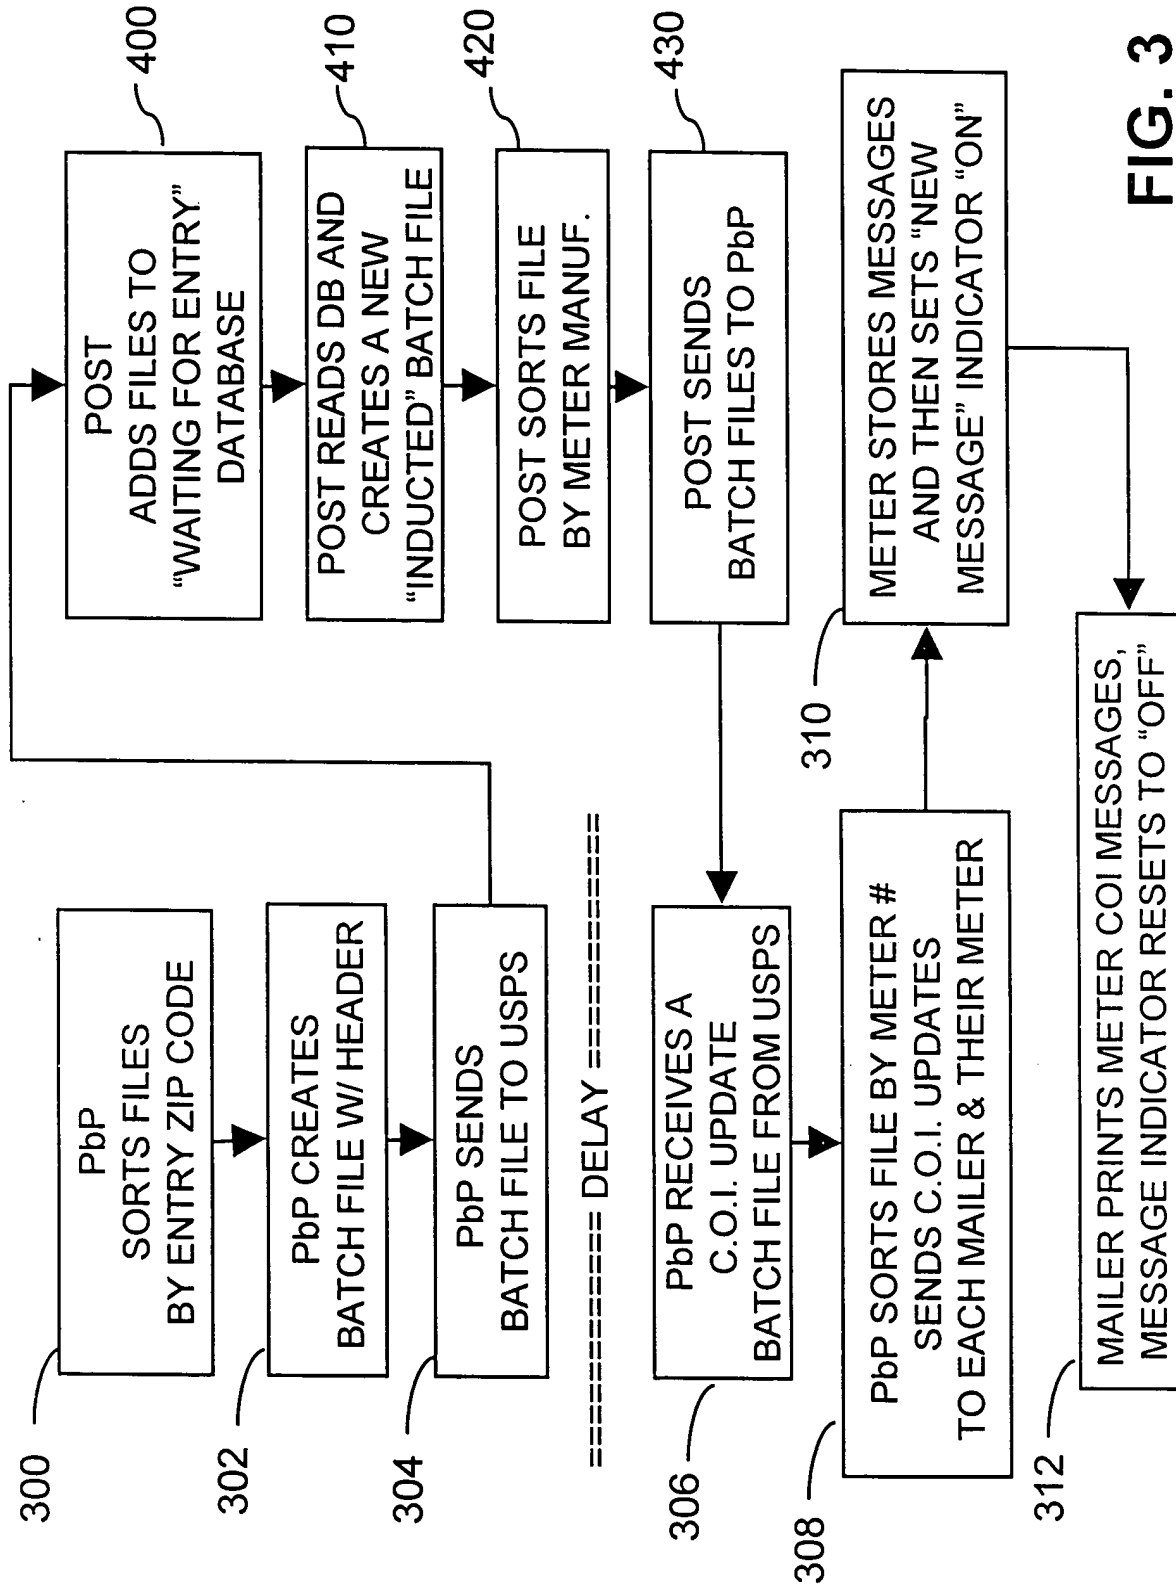 300
PbP
SORTS FILES
BY ENTRY ZIP CODE
302
PbP CREATES
BATCH FILE W/ HEADER
304
PbP SENDS
BATCH FILE TO USPS
400
POST
ADDS FILES TO
“WAITING FOR ENTRY”
DATABASE
410
POST READS DB AND
CREATES A NEW
“INDUCTED” BATCH FILE
420
POST SORTS FILE
BY METER MANUF.
430
POST SENDS
BATCH FILES TO PbP
========== DELAY ==========
306
PbP RECEIVES A
C.O.I. UPDATE
BATCH FILE FROM USPS
308
PbP SORTS FILE BY METER #
SENDS C.O.I. UPDATES
TO EACH MAILER & THEIR METER
310
METER STORES MESSAGES
AND THEN SETS “NEW
MESSAGE” INDICATOR “ON”
312
MAILER PRINTS METER COI MESSAGES,
MESSAGE INDICATOR RESETS TO “OFF”
FIG. 3